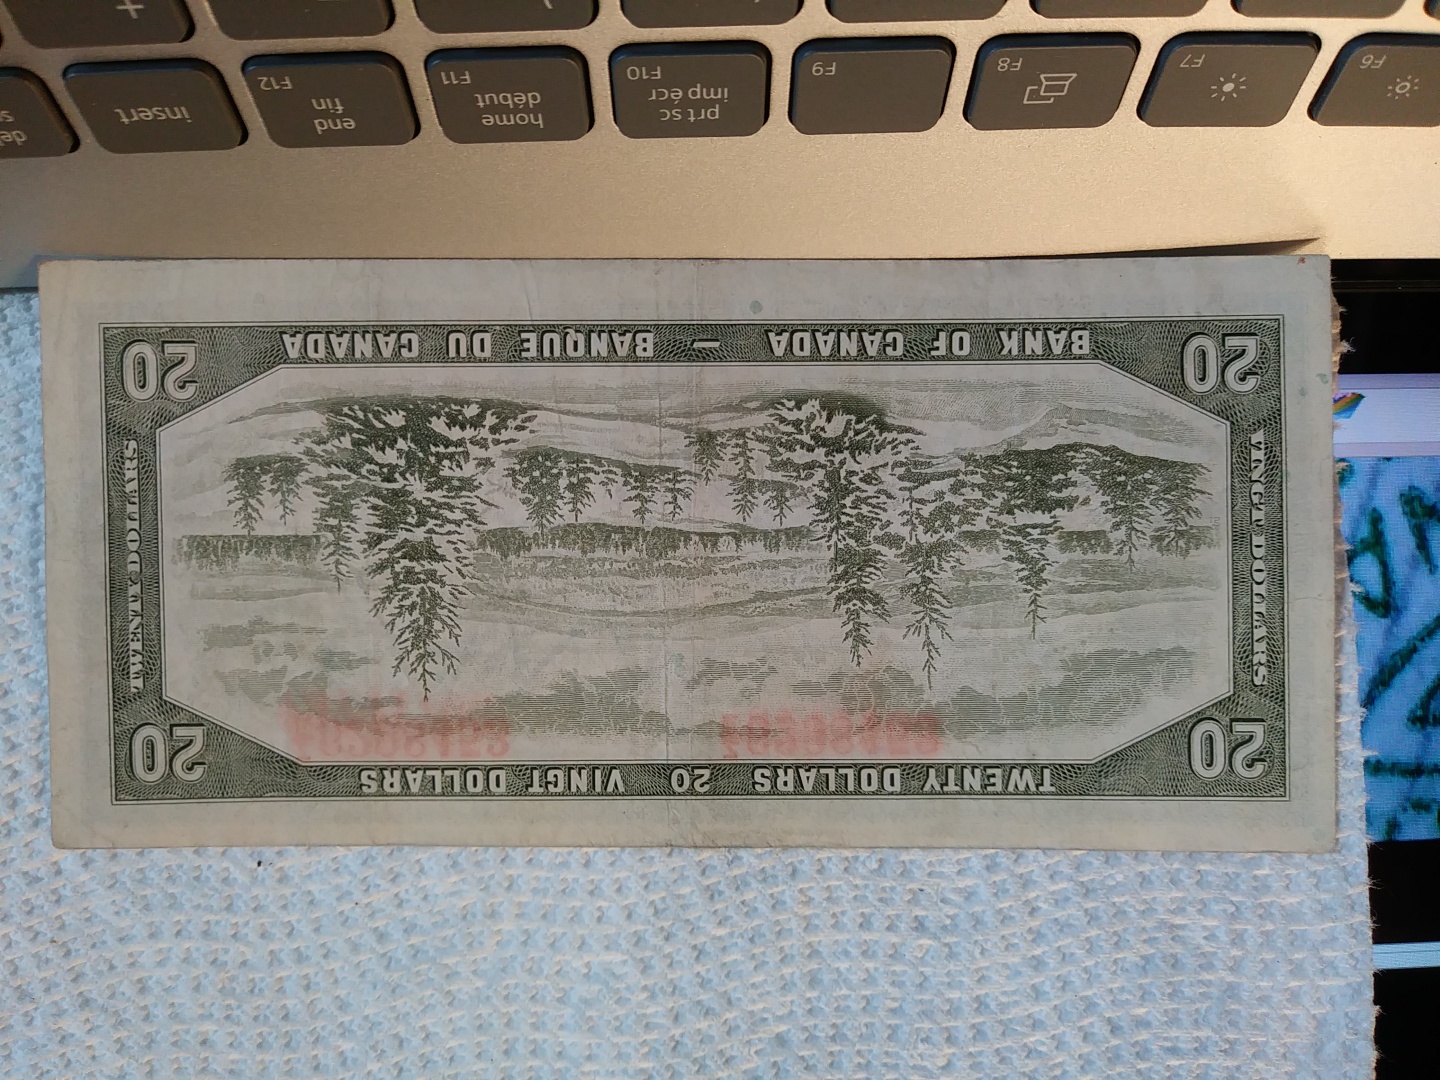 insert
F12
end
fin
F11
home
début
F10
prt sc
imp écr
F9
F8
F7
F6
20 BANK OF CANADA — BANQUE DU CANADA 20
TWENTY DOLLARS
VINGT DOLLARS
20 TWENTY DOLLARS 20 VINGT DOLLARS 20